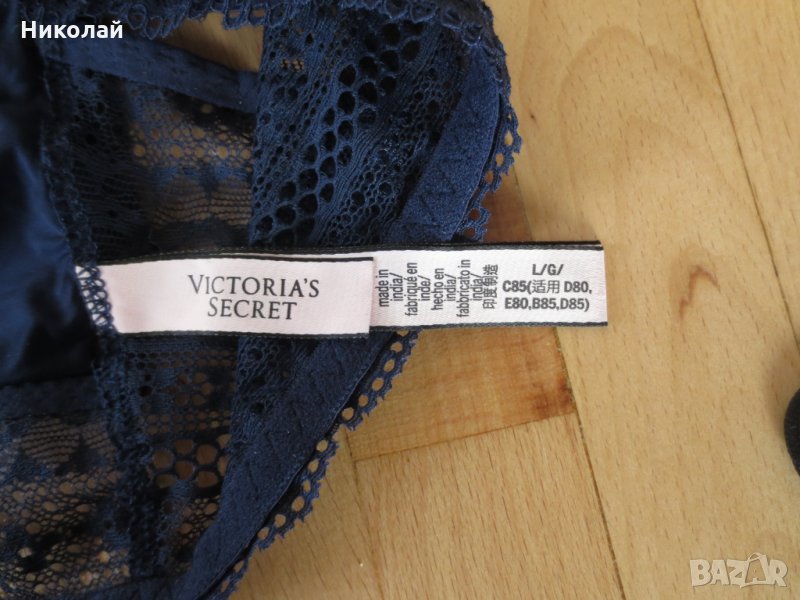 Николай
VICTORIA'S
SECRET
made in
india/
fabriqué en
inde/
hecho en
india/
fabbricato in
India/
印度制造
L/G/
C85(适用 D80,
E80,B85,D85)
BAZAR